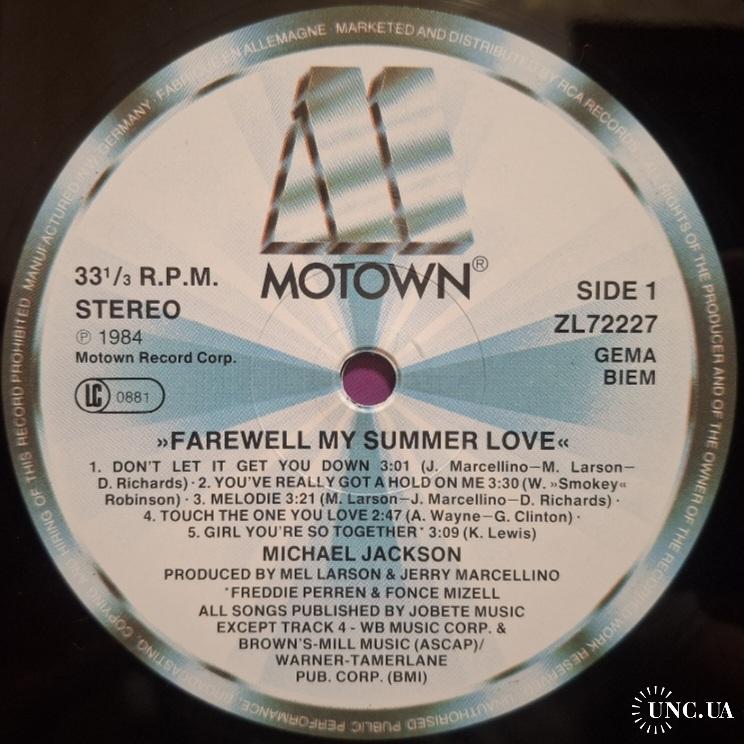 MANUFACTURED IN W. GERMANY · FABRIQUÉ EN ALLEMAGNE · MARKETED AND DISTRIBUTED BY RCA RECORDS · ALL RIGHTS OF THE PRODUCER AND OF THE OWNER OF THE RECORDED WORK RESERVED. UNAUTHORISED PUBLIC PERFORMANCE, BROADCASTING, COPYING AND HIRING OF THIS RECORD PROHIBITED.
MOTOWN®
33 1/3 R.P.M.
STEREO
℗ 1984
Motown Record Corp.
LC 0881
SIDE 1
ZL72227
GEMA
BIEM
»FAREWELL MY SUMMER LOVE«
1. DON'T LET IT GET YOU DOWN 3:01 (J. Marcellino–M. Larson–
D. Richards) · 2. YOU'VE REALLY GOT A HOLD ON ME 3:30 (W. »Smokey«
Robinson) · 3. MELODIE 3:21 (M. Larson–J. Marcellino–D. Richards) ·
4. TOUCH THE ONE YOU LOVE 2:47 (A. Wayne–G. Clinton) ·
5. GIRL YOU'RE SO TOGETHER * 3:09 (K. Lewis)
MICHAEL JACKSON
PRODUCED BY MEL LARSON & JERRY MARCELLINO
*FREDDIE PERREN & FONCE MIZELL
ALL SONGS PUBLISHED BY JOBETE MUSIC
EXCEPT TRACK 4 - WB MUSIC CORP. &
BROWN'S-MILL MUSIC (ASCAP)/
WARNER-TAMERLANE
PUB. CORP. (BMI)
UNC.UA